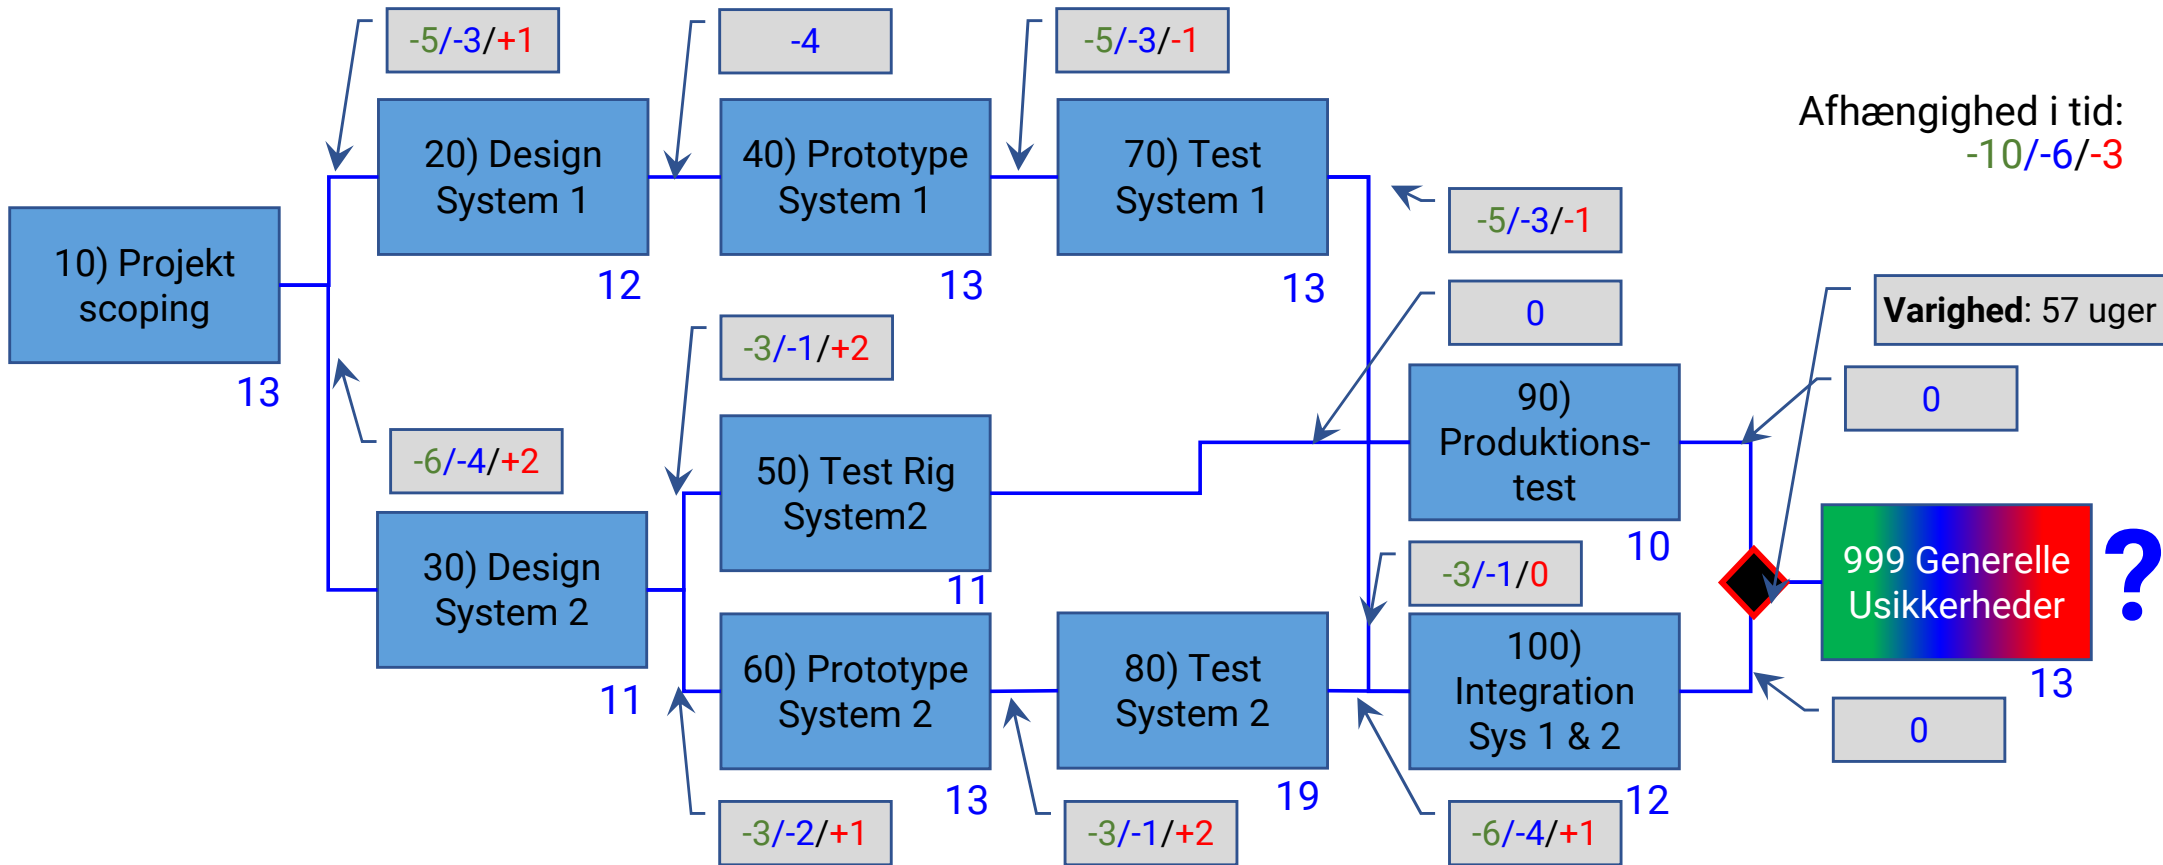 -5/-3/+1
-4
-5/-3/-1
Afhængighed i tid:
-10/-6/-3
20) Design
System 1
12
40) Prototype
System 1
13
70) Test
System 1
13
-5/-3/-1
10) Projekt
scoping
13
0
Varighed: 57 uger
-3/-1/+2
0
-6/-4/+2
90)
Produktions-
test
10
50) Test Rig
System2
11
30) Design
System 2
11
-3/-1/0
999 Generelle
Usikkerheder
13
?
60) Prototype
System 2
13
80) Test
System 2
19
100)
Integration
Sys 1 & 2
12
0
-3/-2/+1
-3/-1/+2
-6/-4/+1